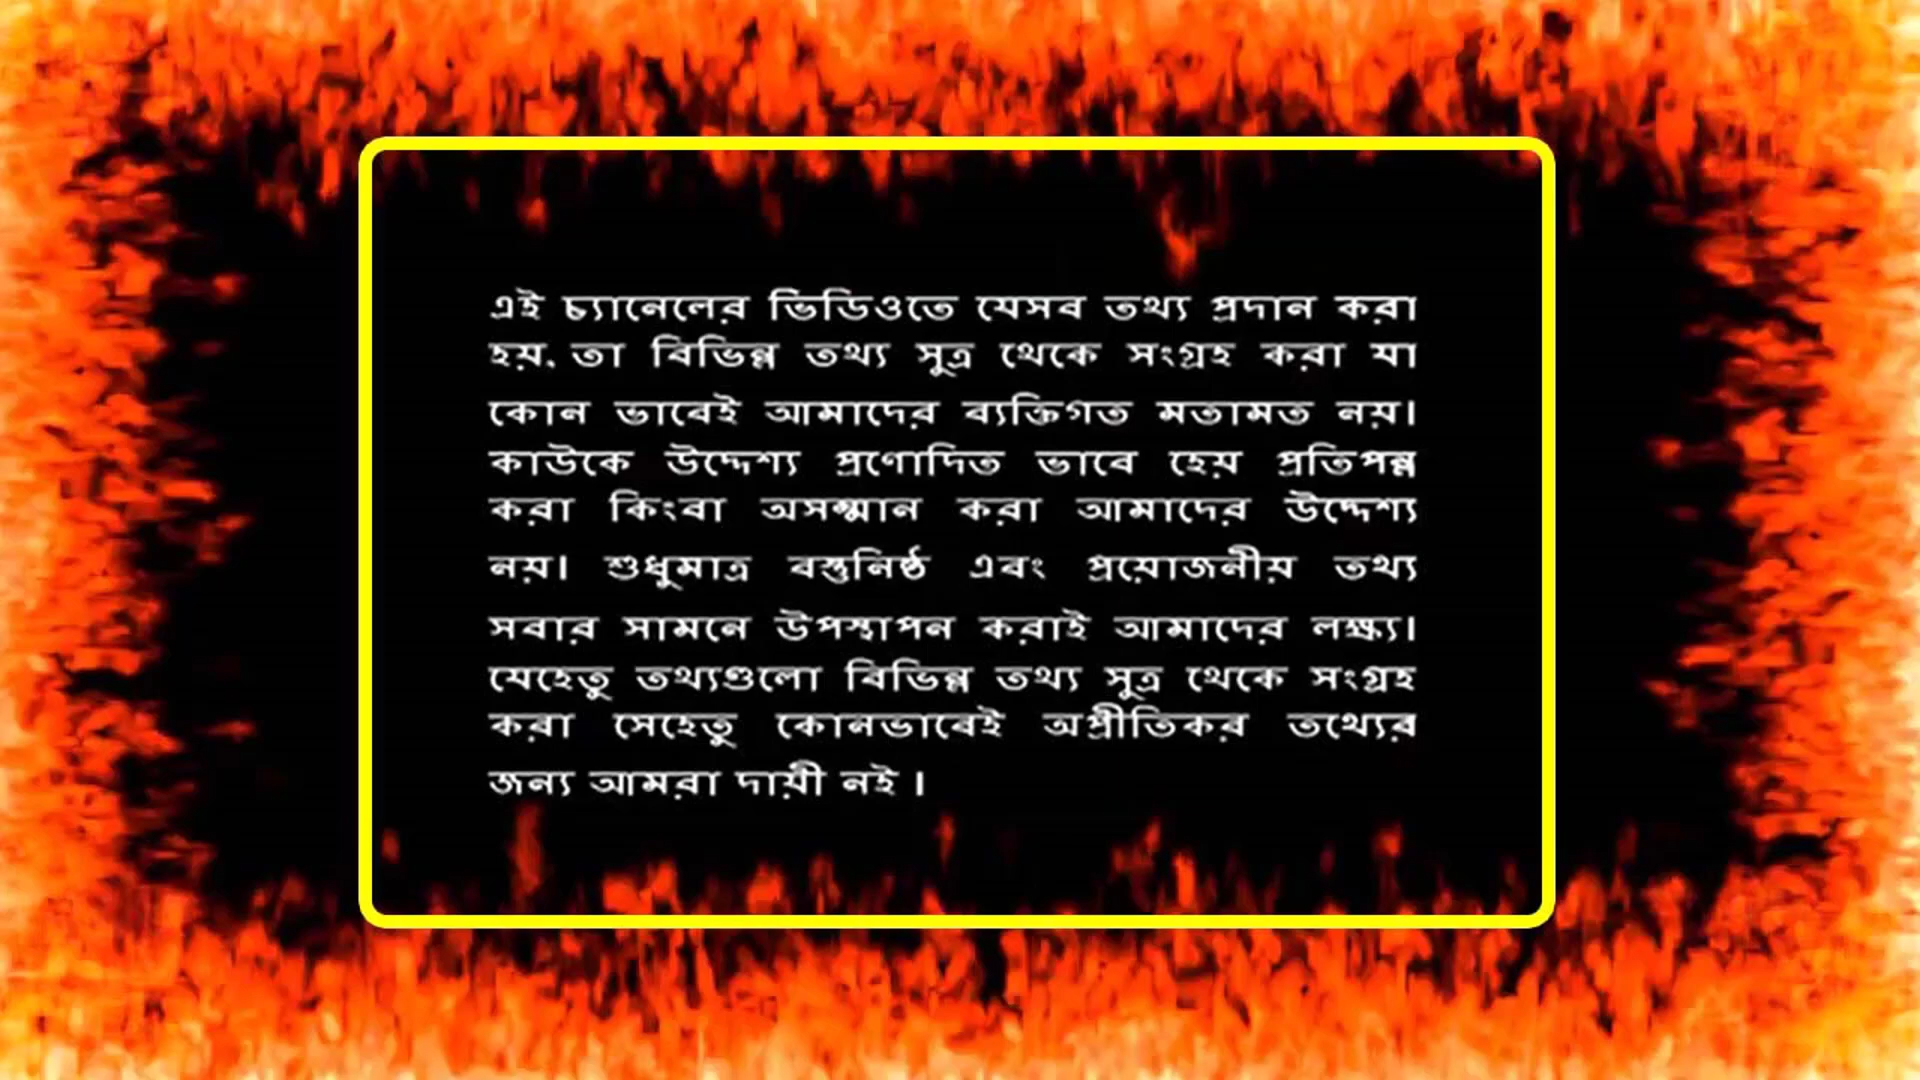 এই চ্যানেলের ভিডিওতে যেসব তথ্য প্রদান করা
হয়. তা বিভিন্ন তথ্য সুত্র থেকে সংগ্রহ করা যা
কোন ভাবেই আমাদের ব্যক্তিগত মতামত নয়।
কাউকে উদ্দেশ্য প্রণোদিত ভাবে হেয় প্রতিপন্ন
করা কিংবা অসম্মান করা আমাদের উদ্দেশ্য
নয়। শুধুমাত্র বস্তুনিষ্ঠ এবং প্রয়োজনীয় তথ্য
সবার সামনে উপস্থাপন করাই আমাদের লক্ষ্য।
যেহেতু তথ্যগুলো বিভিন্ন তথ্য সুত্র থেকে সংগ্রহ
করা সেহেতু কোনভাবেই অপ্রীতিকর তথ্যের
জন্য আমরা দায়ী নই ।